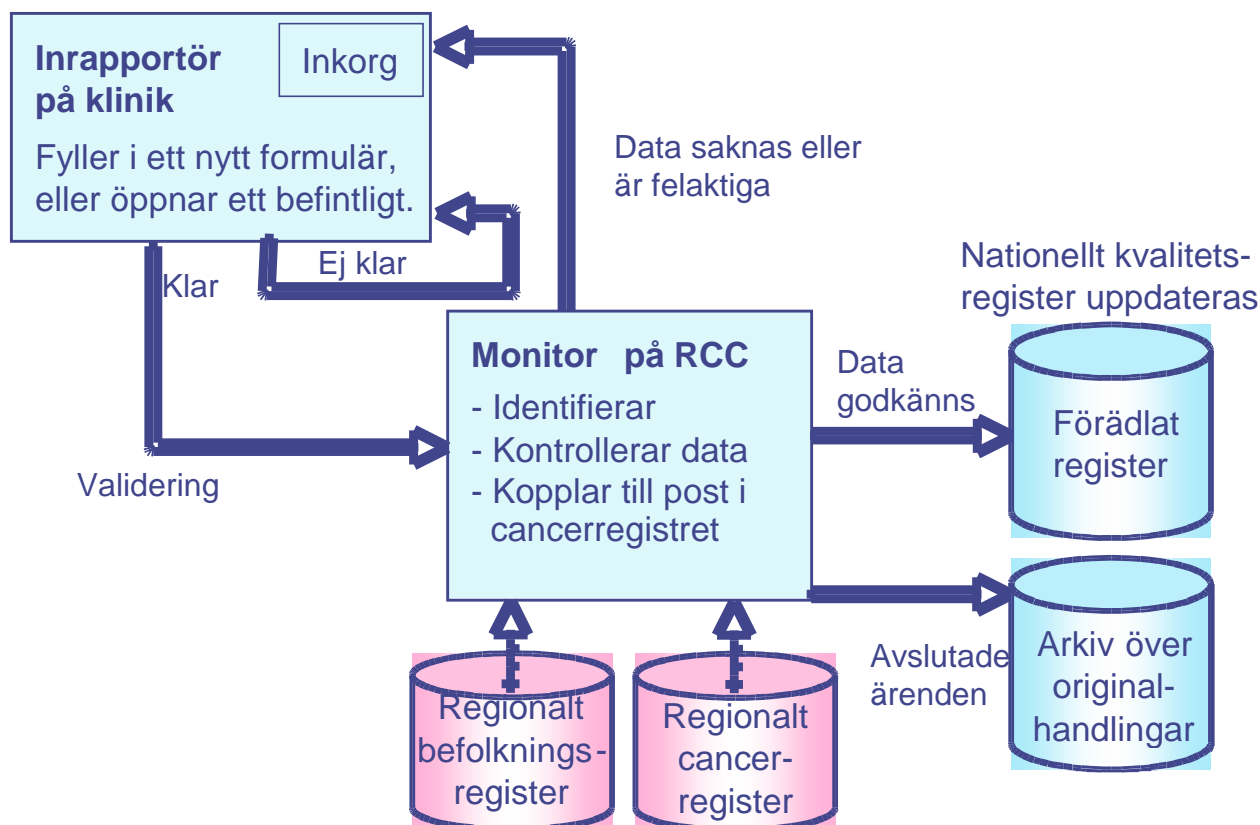 Inrapportör
på klinik
Inkorg
Fyller i ett nytt formulär,
eller öppnar ett befintligt.
Data saknas eller
är felaktiga
Ej klar
Klar
Validering
Monitor på RCC
- Identifierar
- Kontrollerar data
- Kopplar till post i
cancerregistret
Data
godkänns
Nationellt kvalitets-
register uppdateras
Förädlat
register
Avslutade
ärenden
Arkiv över
original-
handlingar
Regionalt
befolknings-
register
Regionalt
cancer-
register